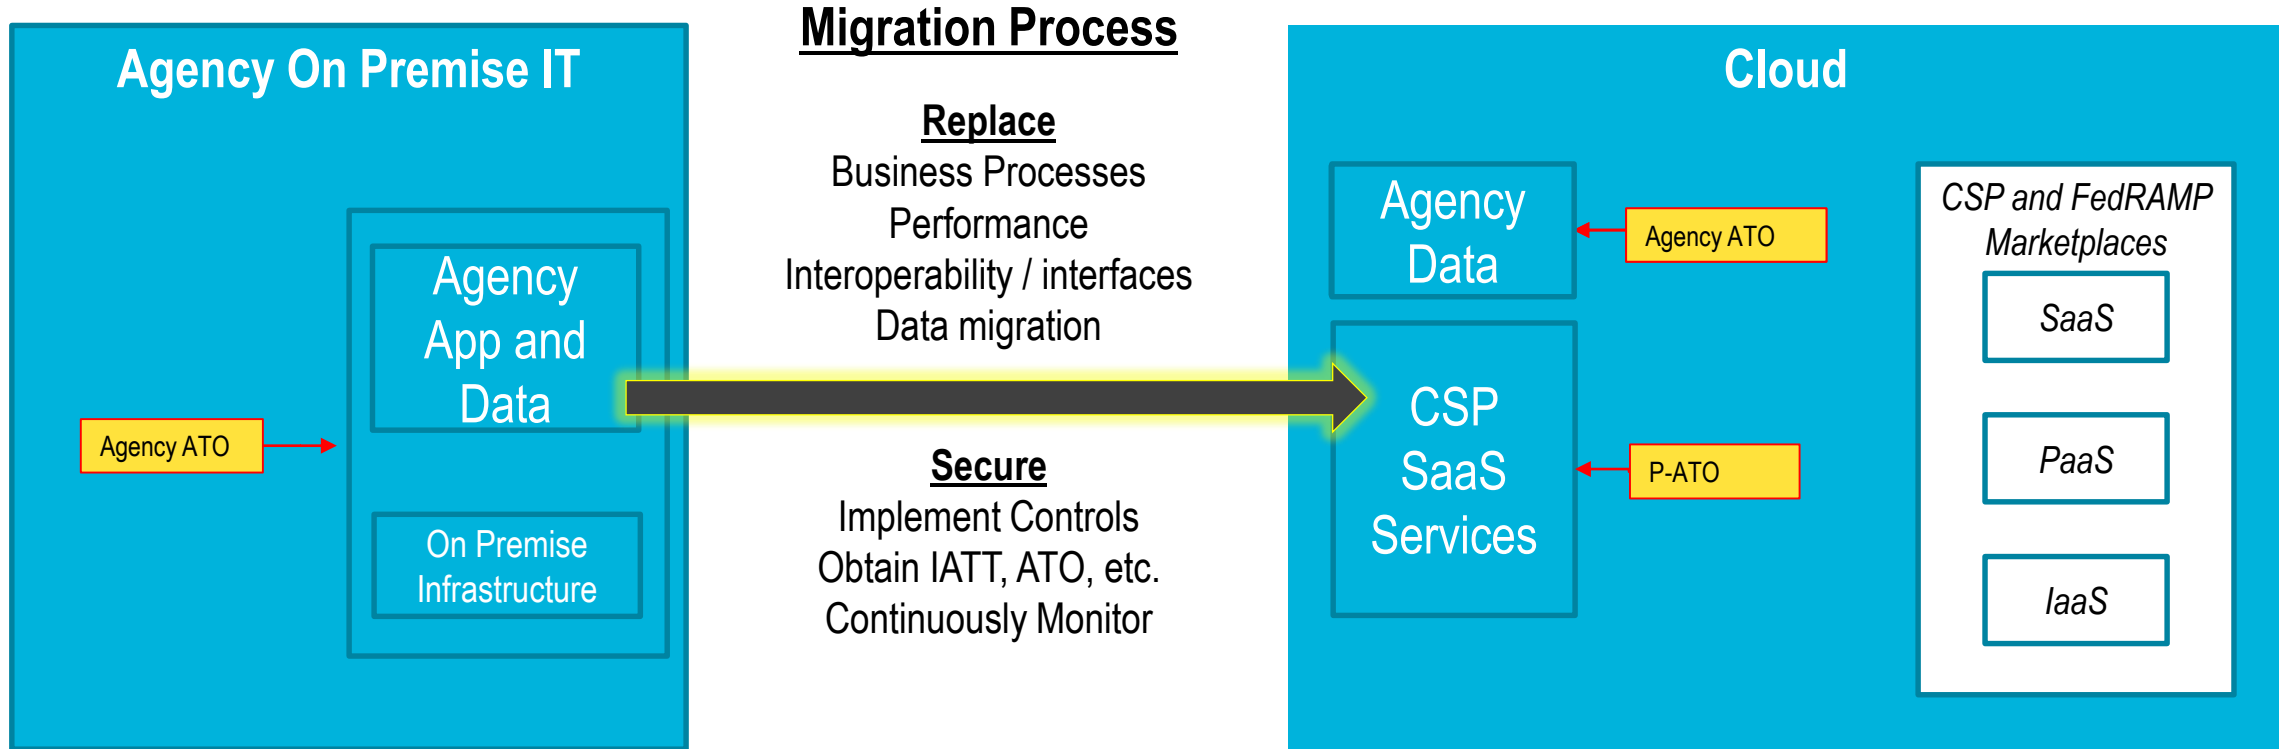 Agency On Premise IT
Agency
App and
Data
Agency ATO
On Premise
Infrastructure
Migration Process
Replace
Business Processes
Performance
Interoperability / interfaces
Data migration
Secure
Implement Controls
Obtain IATT, ATO, etc.
Continuously Monitor
Cloud
Agency
Data
Agency ATO
CSP
SaaS
Services
P-ATO
CSP and FedRAMP
Marketplaces
SaaS
PaaS
IaaS